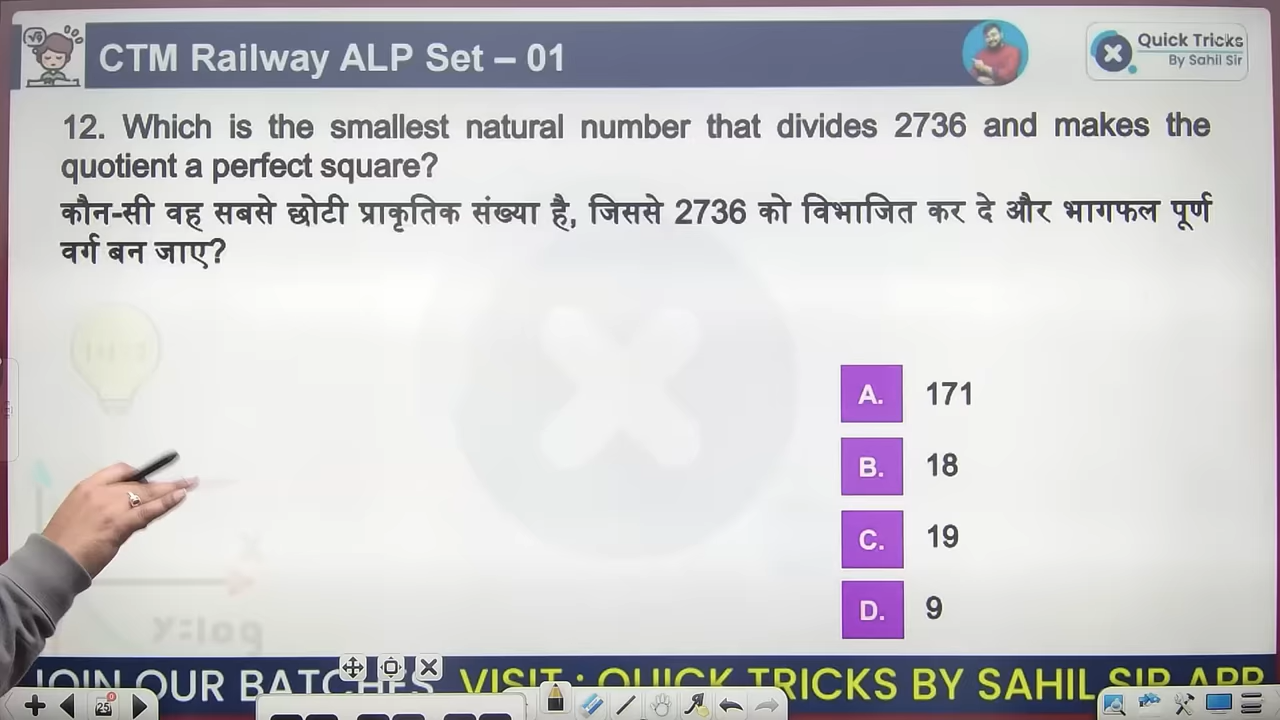 CTM Railway ALP Set – 01
Quick Tricks
By Sahil Sir
12. Which is the smallest natural number that divides 2736 and makes the
quotient a perfect square?
कौन-सी वह सबसे छोटी प्राकृतिक संख्या है, जिससे 2736 को विभाजित कर दे और भागफल पूर्ण
वर्ग बन जाए?
A. 171
B. 18
C. 19
D. 9
y=log
JOIN OUR BATCHES VISIT : QUICK TRICKS BY SAHIL SIR APP
25